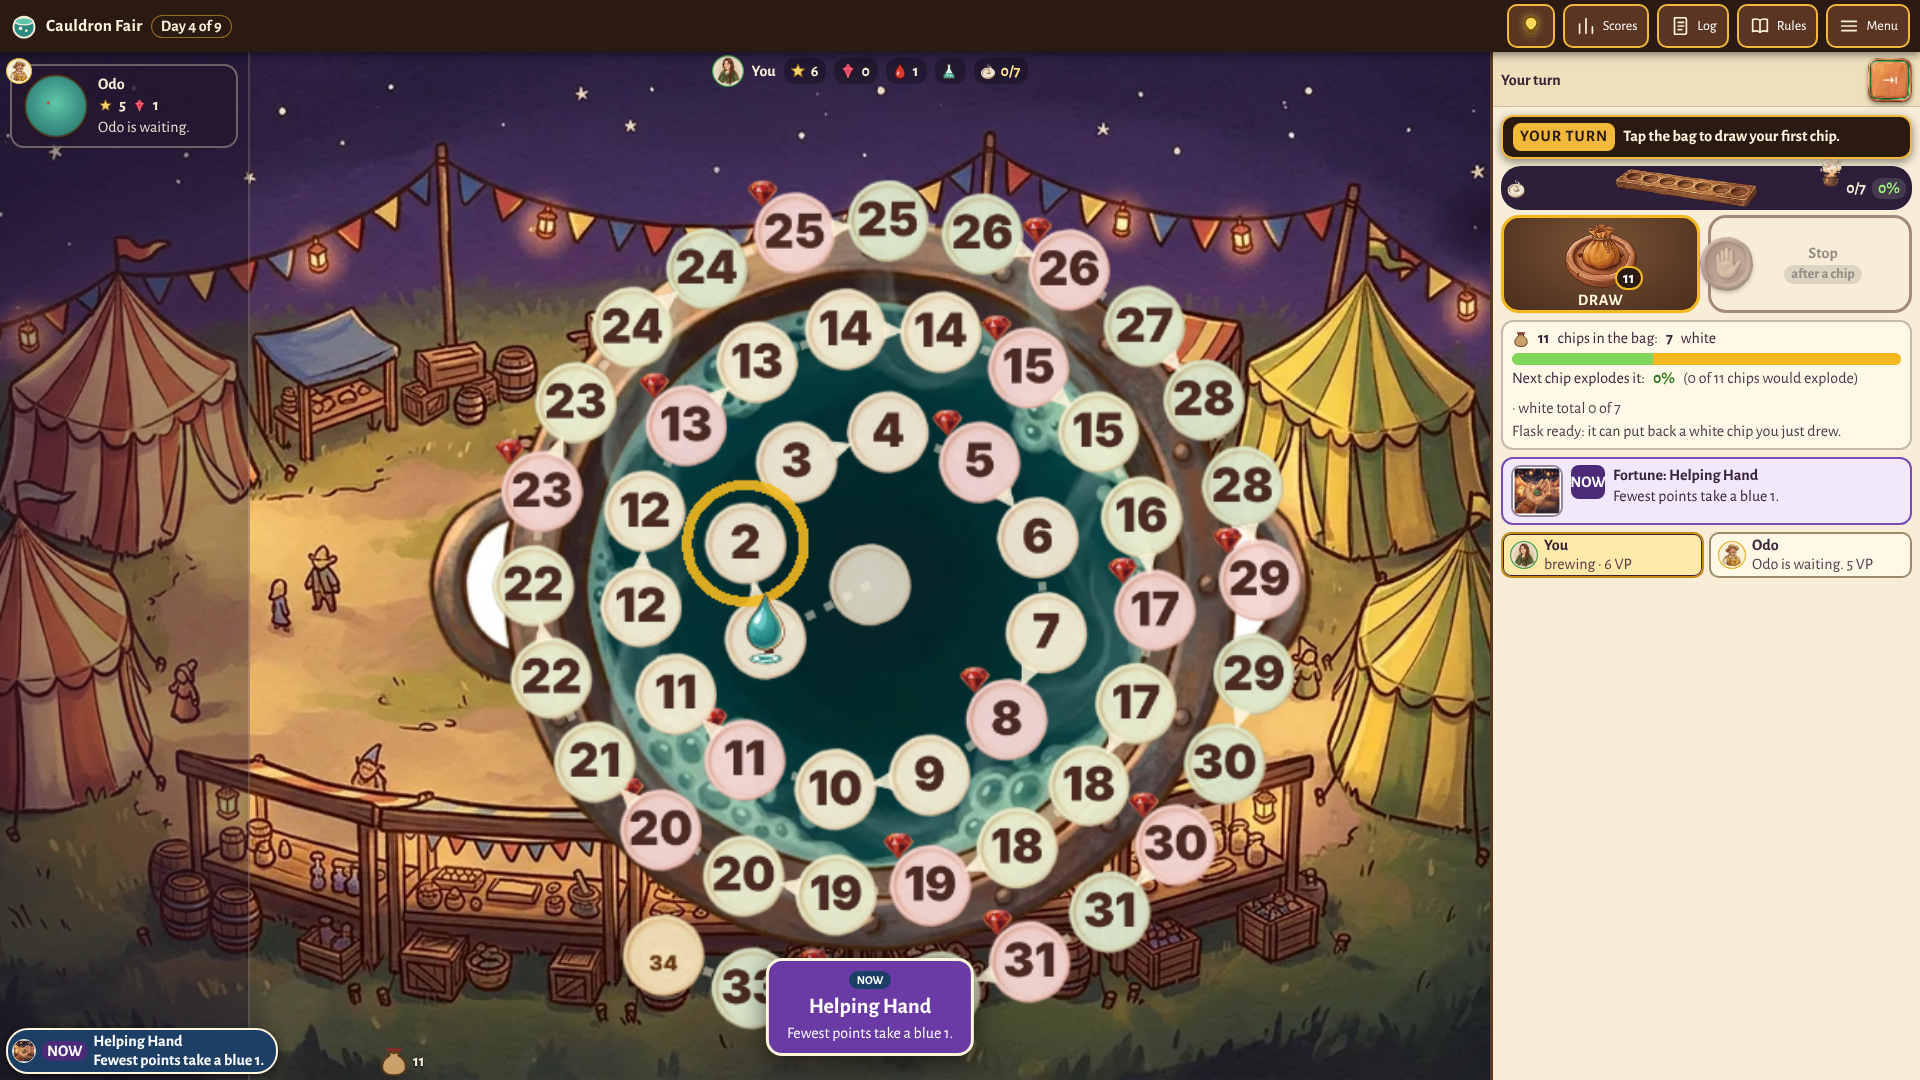 Cauldron Fair
Day 4 of 9
Scores
Log
Rules
Menu
Odo
5 1
Odo is waiting.
You 6 0 1 0/7
25 25 26 26
24 27
24 28
23 28
23 29
22 29
22 30
21 30
20 31
20 31
19 19 18 18
17 17 16 15 15 14 14 13 13 12 12 11 11 10 9
8 7 6 5 4 3 2
34
33
NOW
Helping Hand
Fewest points take a blue 1.
NOW
Helping Hand
Fewest points take a blue 1.
11
Your turn
YOUR TURN Tap the bag to draw your first chip.
0/7 0%
11
DRAW
Stop
after a chip
11 chips in the bag: 7 white
Next chip explodes it: 0% (0 of 11 chips would explode)
· white total 0 of 7
Flask ready: it can put back a white chip you just drew.
NOW
Fortune: Helping Hand
Fewest points take a blue 1.
You
brewing · 6 VP
Odo
Odo is waiting. 5 VP